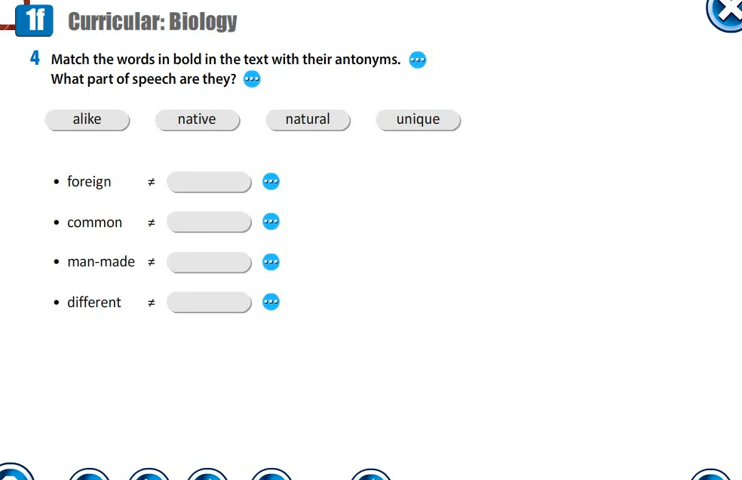 1f Curricular: Biology
4 Match the words in bold in the text with their antonyms.
What part of speech are they?
alike native natural unique
• foreign ≠
• common ≠
• man-made ≠
• different ≠